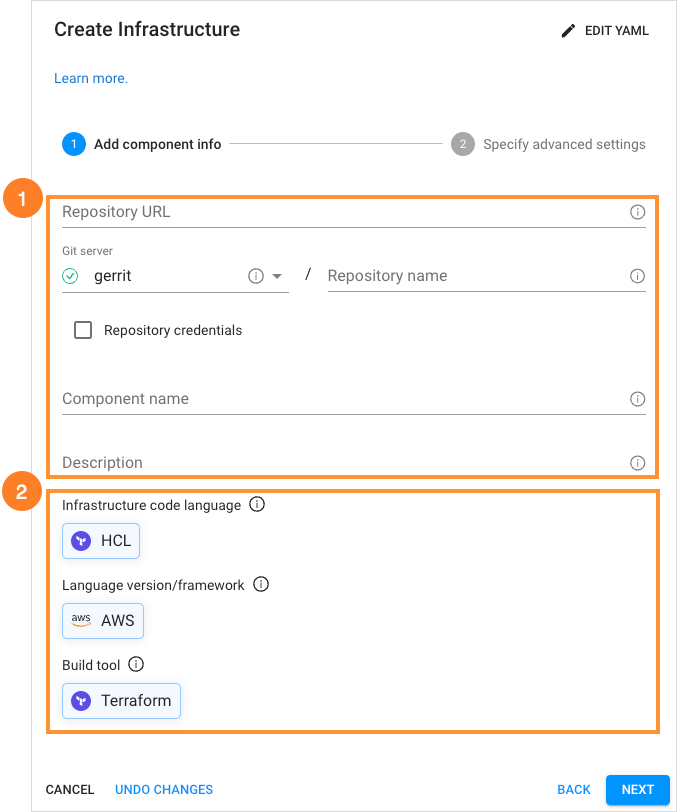 Create Infrastructure
EDIT YAML
Learn more.
1 Add component info
2 Specify advanced settings
1
Repository URL
Git server
gerrit / Repository name
Repository credentials
Component name
Description
2
Infrastructure code language
HCL
Language version/framework
aws AWS
Build tool
Terraform
CANCEL UNDO CHANGES BACK NEXT